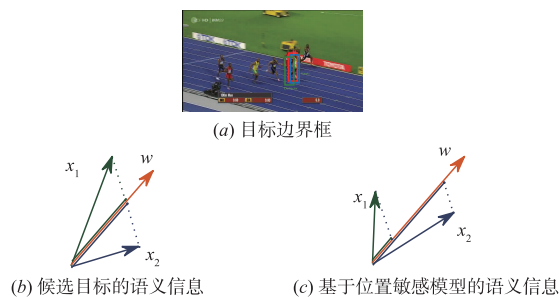 (a) 目标边界框
x₁
w
x₂
(b) 候选目标的语义信息
x₁
w
x₂
(c) 基于位置敏感模型的语义信息